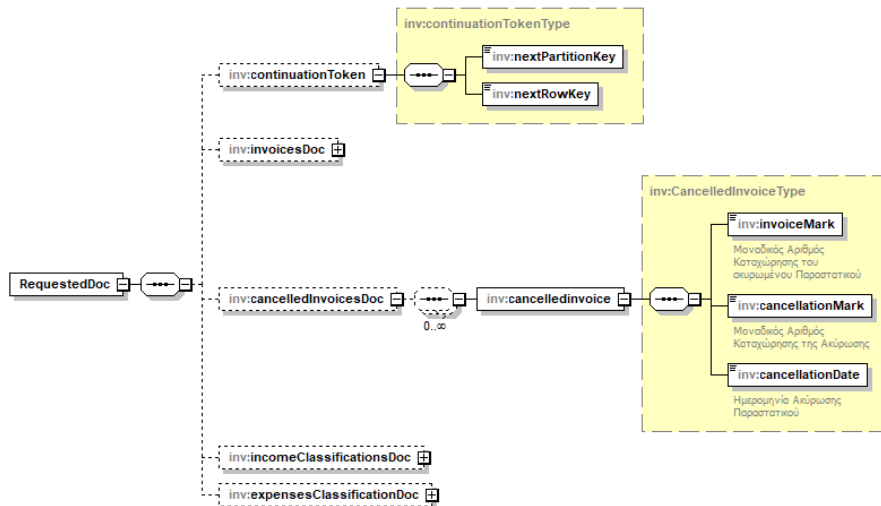 inv:continuationTokenType
inv:nextPartitionKey
inv:continuationToken
inv:nextRowKey
inv:invoicesDoc
inv:CancelledInvoiceType
inv:invoiceMark
Μοναδικός Αριθμός
Καταχώρησης του
ακυρωμένου Παραστατικού
RequestedDoc
inv:cancelledInvoicesDoc
0..∞
inv:cancelledinvoice
inv:cancellationMark
Μοναδικός Αριθμός
Καταχώρησης της Ακύρωσης
inv:cancellationDate
Ημερομηνία Ακύρωσης
Παραστατικού
inv:incomeClassificationsDoc
inv:expensesClassificationDoc